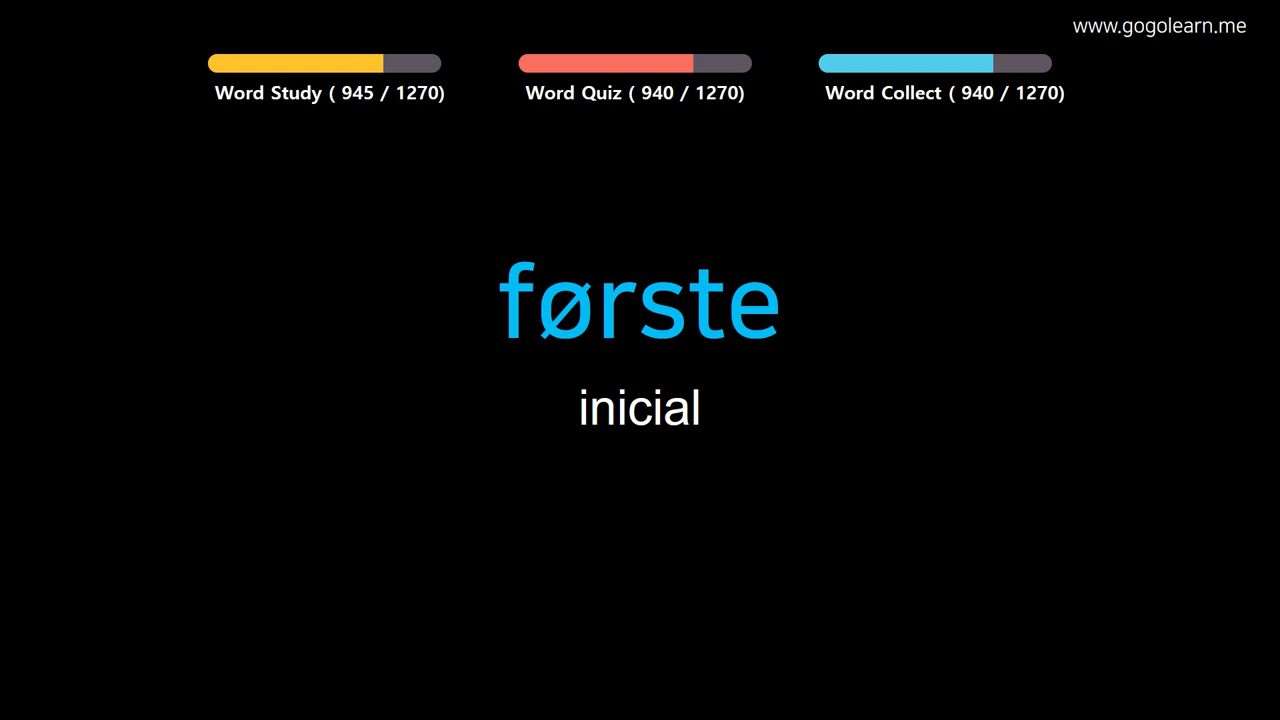 www.gogolearn.me
Word Study ( 945 / 1270)
Word Quiz ( 940 / 1270)
Word Collect ( 940 / 1270)
første
inicial